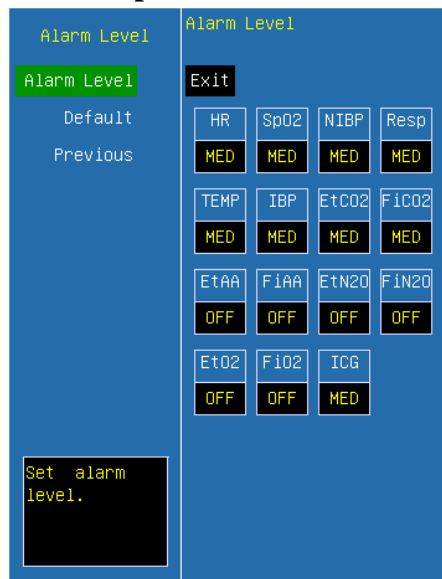 Alarm Level
Alarm Level
Default
Previous
Set alarm
level.
Alarm Level
Exit
HR SpO2 NIBP Resp
MED MED MED MED
TEMP IBP EtCO2 FiCO2
MED MED MED MED
EtAA FiAA EtN2O FiN2O
OFF OFF OFF OFF
EtO2 FiO2 ICG
OFF OFF MED